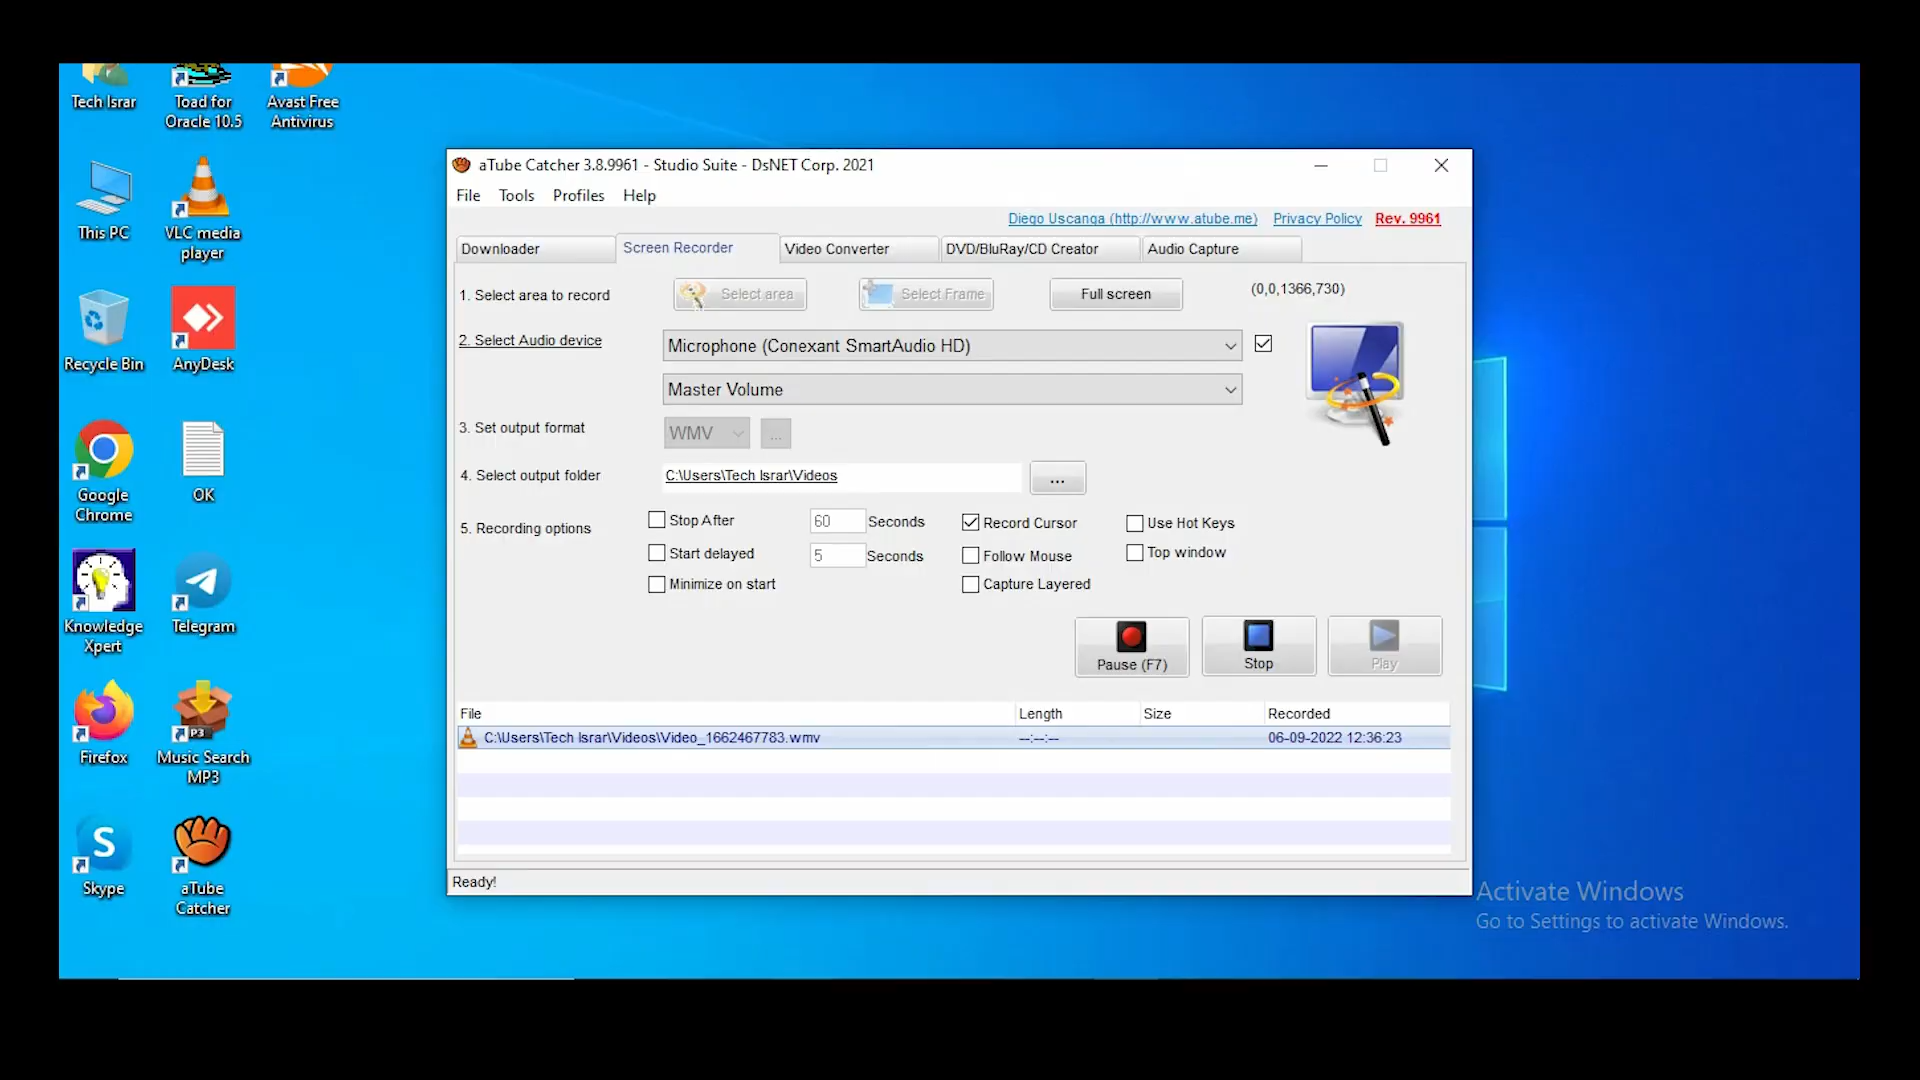 Tech Israr
Toad for
Oracle 10.5
Avast Free
Antivirus
This PC
VLC media
player
Recycle Bin
AnyDesk
Google
Chrome
OK
Knowledge
Xpert
Telegram
Firefox
P3
Music Search
MP3
S
Skype
aTube
Catcher
aTube Catcher 3.8.9961 - Studio Suite - DsNET Corp. 2021
File Tools Profiles Help
Diego Uscanga (http://www.atube.me) Privacy Policy Rev. 9961
Downloader Screen Recorder Video Converter DVD/BluRay/CD Creator Audio Capture
1. Select area to record Select area Select Frame Full screen (0,0,1366,730)
2. Select Audio device Microphone (Conexant SmartAudio HD)
Master Volume
3. Set output format WMV ...
4. Select output folder C:\Users\Tech Israr\Videos ...
5. Recording options
Stop After 60 Seconds Record Cursor Use Hot Keys
Start delayed 5 Seconds Follow Mouse Top window
Minimize on start Capture Layered
Pause (F7) Stop Play
File Length Size Recorded
C:\Users\Tech Israr\Videos\Video_1662467783.wmv --:--:-- 06-09-2022 12:36:23
Ready!
Activate Windows
Go to Settings to activate Windows.